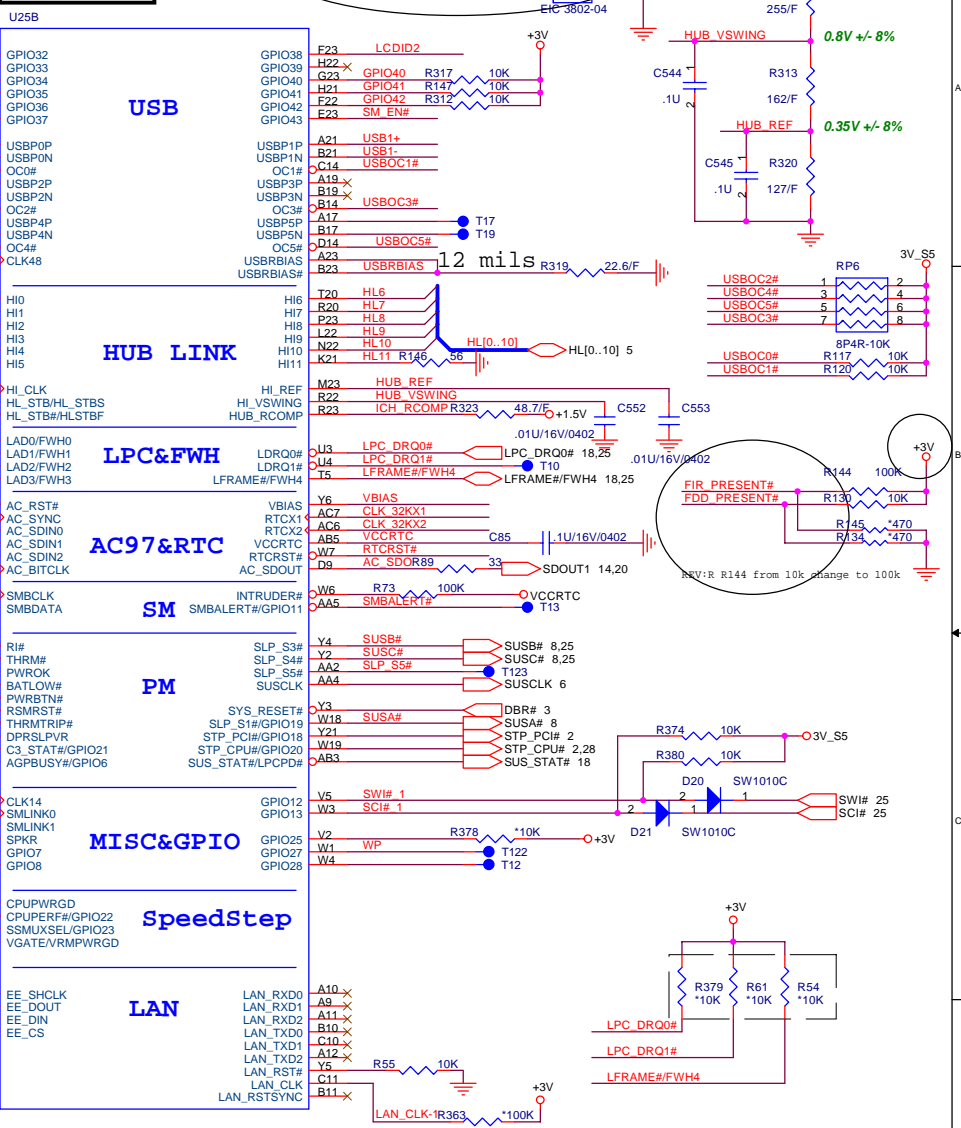 U25B
EIC 3802-04
255/F
HUB_VSWING
0.8V +/- 8%
+3V
C544
1
.1U
2
R313
162/F
HUB_REF
0.35V +/- 8%
C545
1
.1U
2
R320
127/F
A
GPIO32
GPIO33
GPIO34
GPIO35
GPIO36
GPIO37
USB
GPIO38 F23 LCDID2
GPIO39 H22
GPIO40 G23 GPIO40 R317 10K
GPIO41 H21 GPIO41 R147 10K
GPIO42 F22 GPIO42 R312 10K
GPIO43 E23 SM_EN#
USBP0P
USBP0N
OC0#
USBP2P
USBP2N
OC2#
USBP4P
USBP4N
OC4#
CLK48
USBP1P A21 USB1+
USBP1N B21 USB1-
OC1# C14 USBOC1#
USBP3P A19
USBP3N B19
OC3# B14 USBOC3#
USBP5P A17 T17
USBP5N B17 T19
OC5# D14 USBOC5#
USBRBIAS A23
USBRBIAS# B23 USBRBIAS
12 mils
R319 22.6/F
3V_S5
RP6
USBOC2# 1 2
USBOC4# 3 4
USBOC5# 5 6
USBOC3# 7 8
8P4R-10K
USBOC0# R117 10K
USBOC1# R120 10K
HI0
HI1
HI2
HI3
HI4
HI5
HUB LINK
HI6 T20 HL6
HI7 R20 HL7
HI8 P23 HL8
HI9 L22 HL9
HI10 N22 HL10
HI11 K21 HL11 R146 56
HL[0..10]
HL[0..10] 5
HI_CLK
HL_STB/HL_STBS
HL_STB#/HLSTBF
HI_REF M23 HUB_REF
HI_VSWING R22 HUB_VSWING
HUB_RCOMP R23 ICH_RCOMP R323 48.7/F +1.5V
C552
.01U/16V/0402
C553
.01U/16V/0402
LAD0/FWH0
LAD1/FWH1
LAD2/FWH2
LAD3/FWH3
LPC&FWH
LDRQ0# U3 LPC_DRQ0# LPC_DRQ0# 18,25
LDRQ1# U4 LPC_DRQ1# T10
LFRAME#/FWH4 T5 LFRAME#/FWH4 LFRAME#/FWH4 18,25
+3V
B
R144 100K
FIR_PRESENT#
FDD_PRESENT# R130 10K
R145 *470
R134 *470
REV:R R144 from 10k change to 100k
AC_RST#
AC_SYNC
AC_SDIN0
AC_SDIN1
AC_SDIN2
AC_BITCLK
AC97&RTC
VBIAS Y6 VBIAS
RTCX1 AC7 CLK_32KX1
RTCX2 AC6 CLK_32KX2
VCCRTC AB5 VCCRTC C85 .1U/16V/0402
RTCRST# W7 RTCRST#
AC_SDOUT D9 AC_SDO R89 33 SDOUT1 14,20
SMBCLK
SMBDATA
SM
INTRUDER# W6 R73 100K VCCRTC
SMBALERT#/GPIO11 AA5 SMBALERT# T13
RI#
THRM#
PWROK
BATLOW#
PWRBTN#
RSMRST#
THRMTRIP#
DPRSLPVR
C3_STAT#/GPIO21
AGPBUSY#/GPIO6
PM
SLP_S3# Y4 SUSB# SUSB# 8,25
SLP_S4# Y2 SUSC# SUSC# 8,25
SLP_S5# AA2 SLP_S5# T123
SUSCLK AA4 SUSCLK 6
SYS_RESET# Y3 DBR# 3
SLP_S1#/GPIO19 W18 SUSA# SUSA# 8
STP_PCI#/GPIO18 Y21 STP_PCI# 2
STP_CPU#/GPIO20 W19 STP_CPU# 2,28
SUS_STAT#/LPCPD# AB3 SUS_STAT# 18
R374 10K 3V_S5
R380 10K
D20 SW1010C
CLK14
SMLINK0
SMLINK1
SPKR
GPIO7
GPIO8
MISC&GPIO
GPIO12 V5 SWI#_1 2 1 SWI# 25
GPIO13 W3 SCI#_1 2 1 SCI# 25
D21 SW1010C
C
GPIO25 V2 R378 *10K +3V
GPIO27 W1 WP T122
GPIO28 W4 T12
CPUPWRGD
CPUPERF#/GPIO22
SSMUXSEL/GPIO23
VGATE/VRMPWRGD
SpeedStep
+3V
R379
*10K
R61
*10K
R54
*10K
LPC_DRQ0#
LPC_DRQ1#
LFRAME#/FWH4
EE_SHCLK
EE_DOUT
EE_DIN
EE_CS
LAN
LAN_RXD0 A10
LAN_RXD1 A9
LAN_RXD2 A11
LAN_TXD0 B10
LAN_TXD1 C10
LAN_TXD2 A12
LAN_RST# Y5 R55 10K
LAN_CLK C11
LAN_RSTSYNC B11
+3V
LAN_CLK-1 R363 *100K